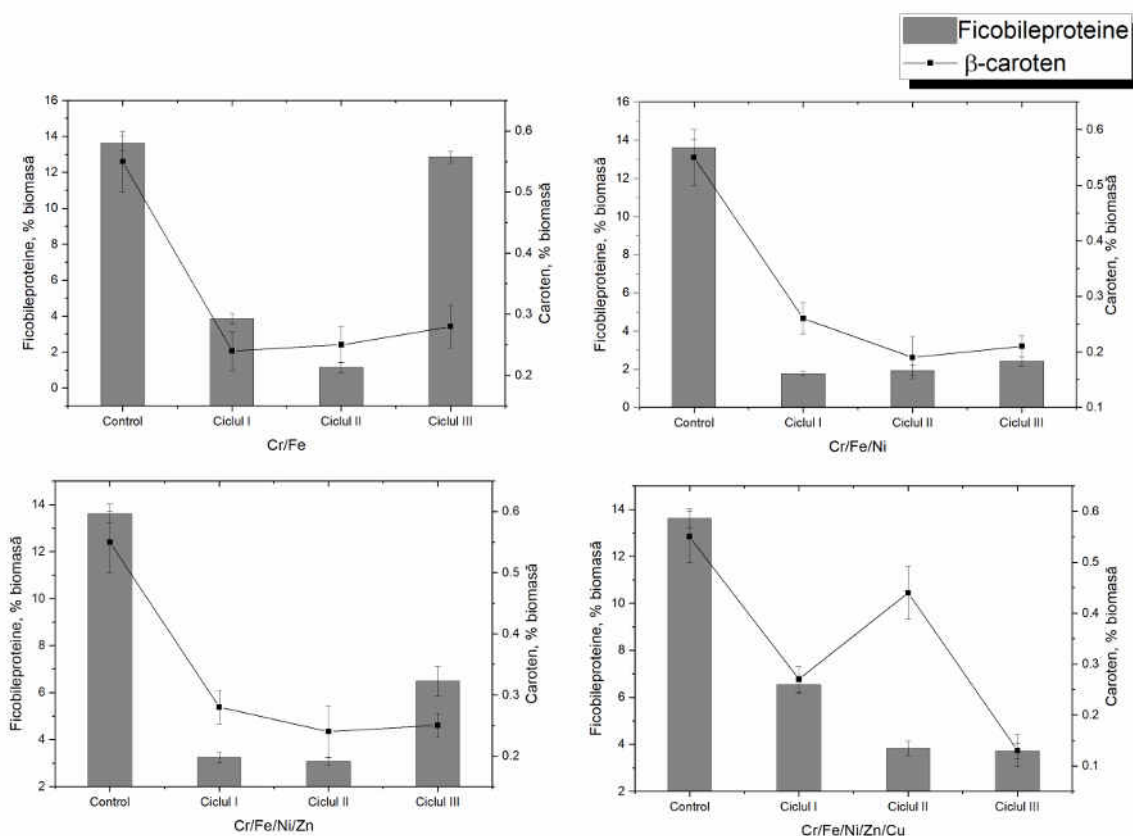 Ficobileproteine
β-caroten
Ficobileproteine, % biomasă
16
14
12
10
8
6
4
2
0
0.6
0.5
0.4
0.3
0.2
Caroten, % biomasă
Control
Ciclul I
Ciclul II
Ciclul III
Cr/Fe
Ficobileproteine, % biomasă
16
14
12
10
8
6
4
2
0
0.6
0.5
0.4
0.3
0.2
0.1
Caroten, % biomasă
Control
Ciclul I
Ciclul II
Ciclul III
Cr/Fe/Ni
Ficobileproteine, % biomasă
14
12
10
8
6
4
2
0.6
0.5
0.4
0.3
0.2
Caroten, % biomasă
Control
Ciclul I
Ciclul II
Ciclul III
Cr/Fe/Ni/Zn
Ficobileproteine, % biomasă
14
12
10
8
6
4
2
0.6
0.5
0.4
0.3
0.2
0.1
Caroten, % biomasă
Control
Ciclul I
Ciclul II
Ciclul III
Cr/Fe/Ni/Zn/Cu